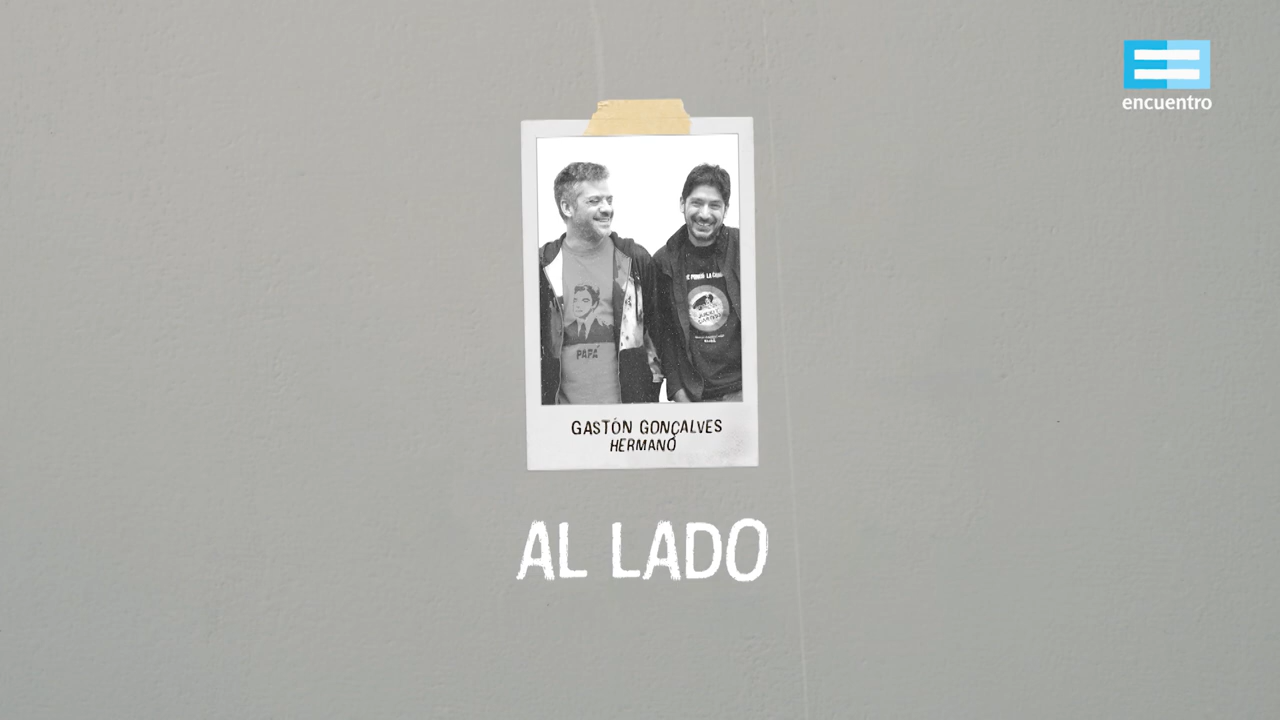 encuentro
PAPÁ
GASTÓN GONÇALVES
HERMANO
AL LADO